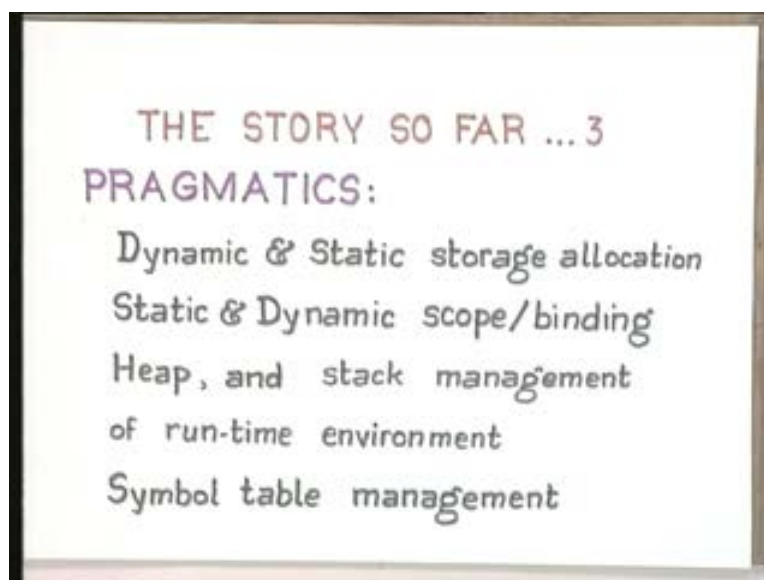 THE STORY SO FAR ... 3
PRAGMATICS:
Dynamic & Static storage allocation
Static & Dynamic scope/binding
Heap, and stack management
of run-time environment
Symbol table management